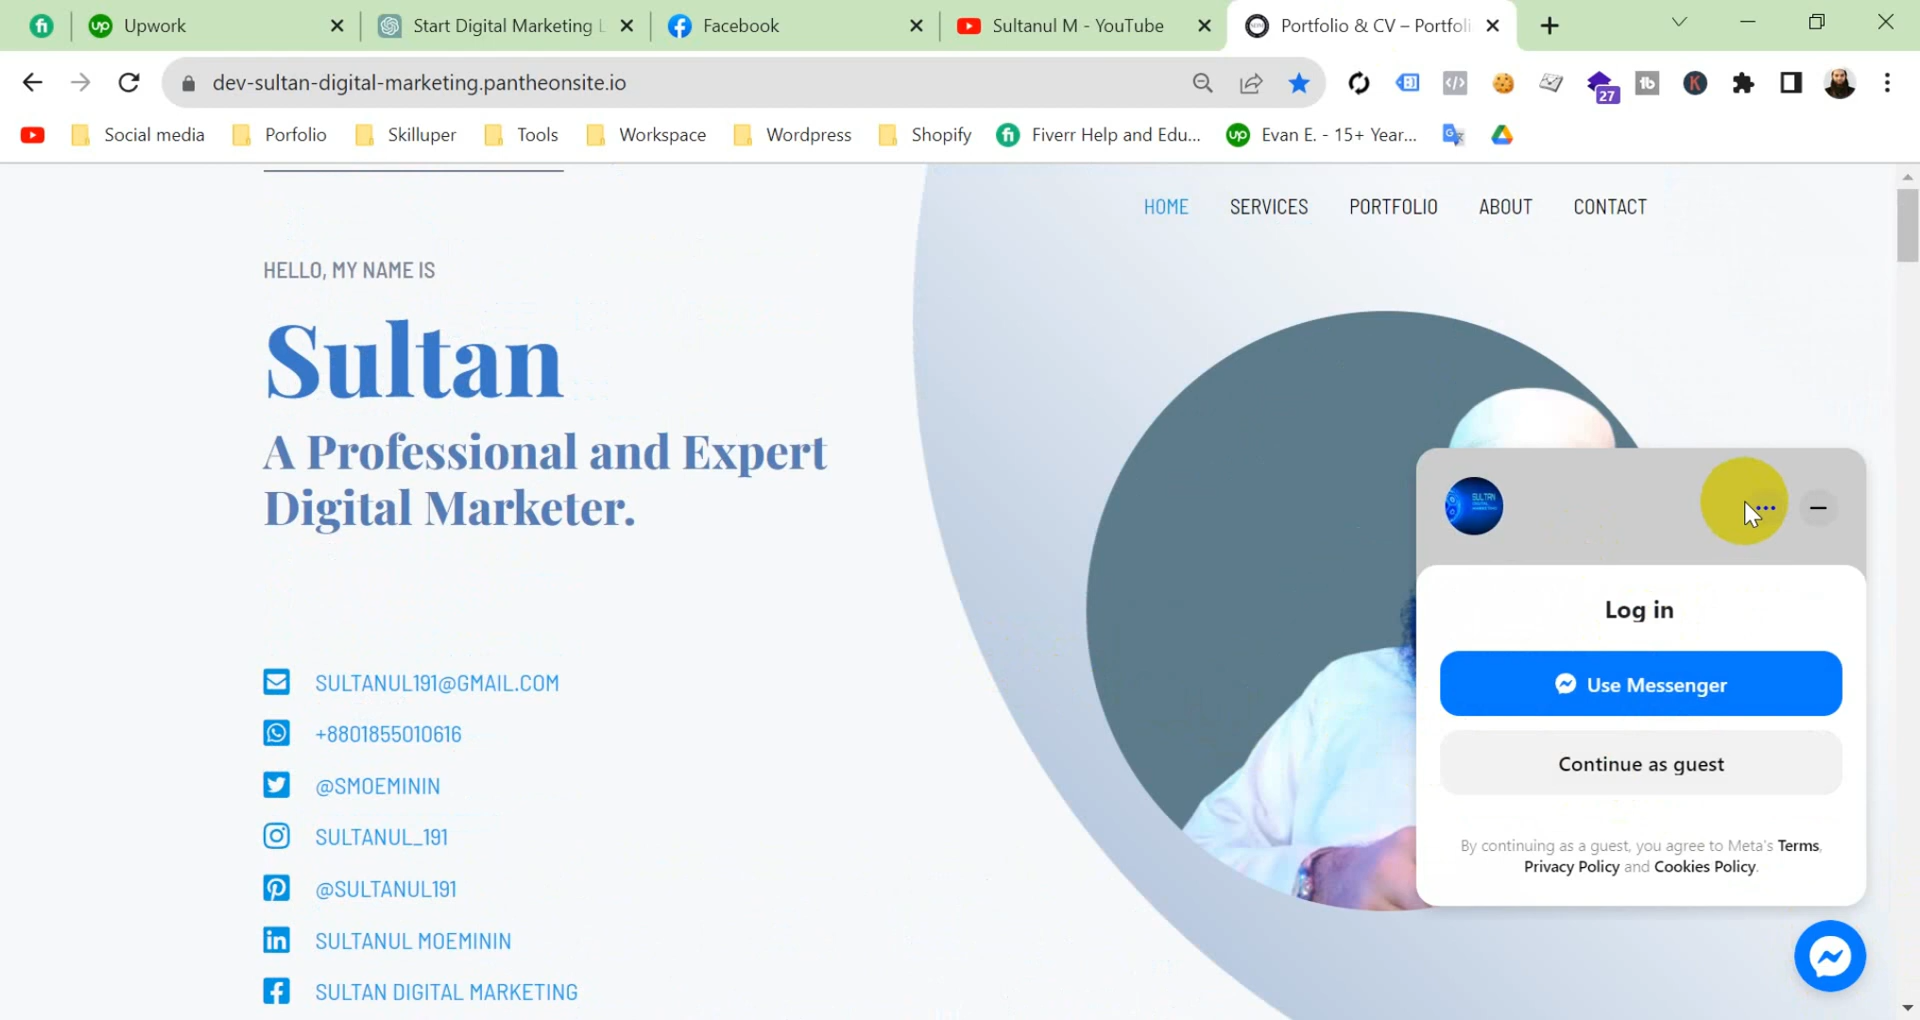 Upwork
Start Digital Marketing
Facebook
Sultanul M - YouTube
Portfolio & CV – Portfoli
dev-sultan-digital-marketing.pantheonsite.io
27
Social media
Porfolio
Skilluper
Tools
Workspace
Wordpress
Shopify
Fiverr Help and Edu...
Evan E. - 15+ Year...
HOME
SERVICES
PORTFOLIO
ABOUT
CONTACT
HELLO, MY NAME IS
Sultan
A Professional and Expert
Digital Marketer.
SULTANUL191@GMAIL.COM
+8801855010616
@SMOEMININ
SULTANUL_191
@SULTANUL191
SULTANUL MOEMININ
SULTAN DIGITAL MARKETING
Log in
Use Messenger
Continue as guest
By continuing as a guest, you agree to Meta's Terms,
Privacy Policy and Cookies Policy.